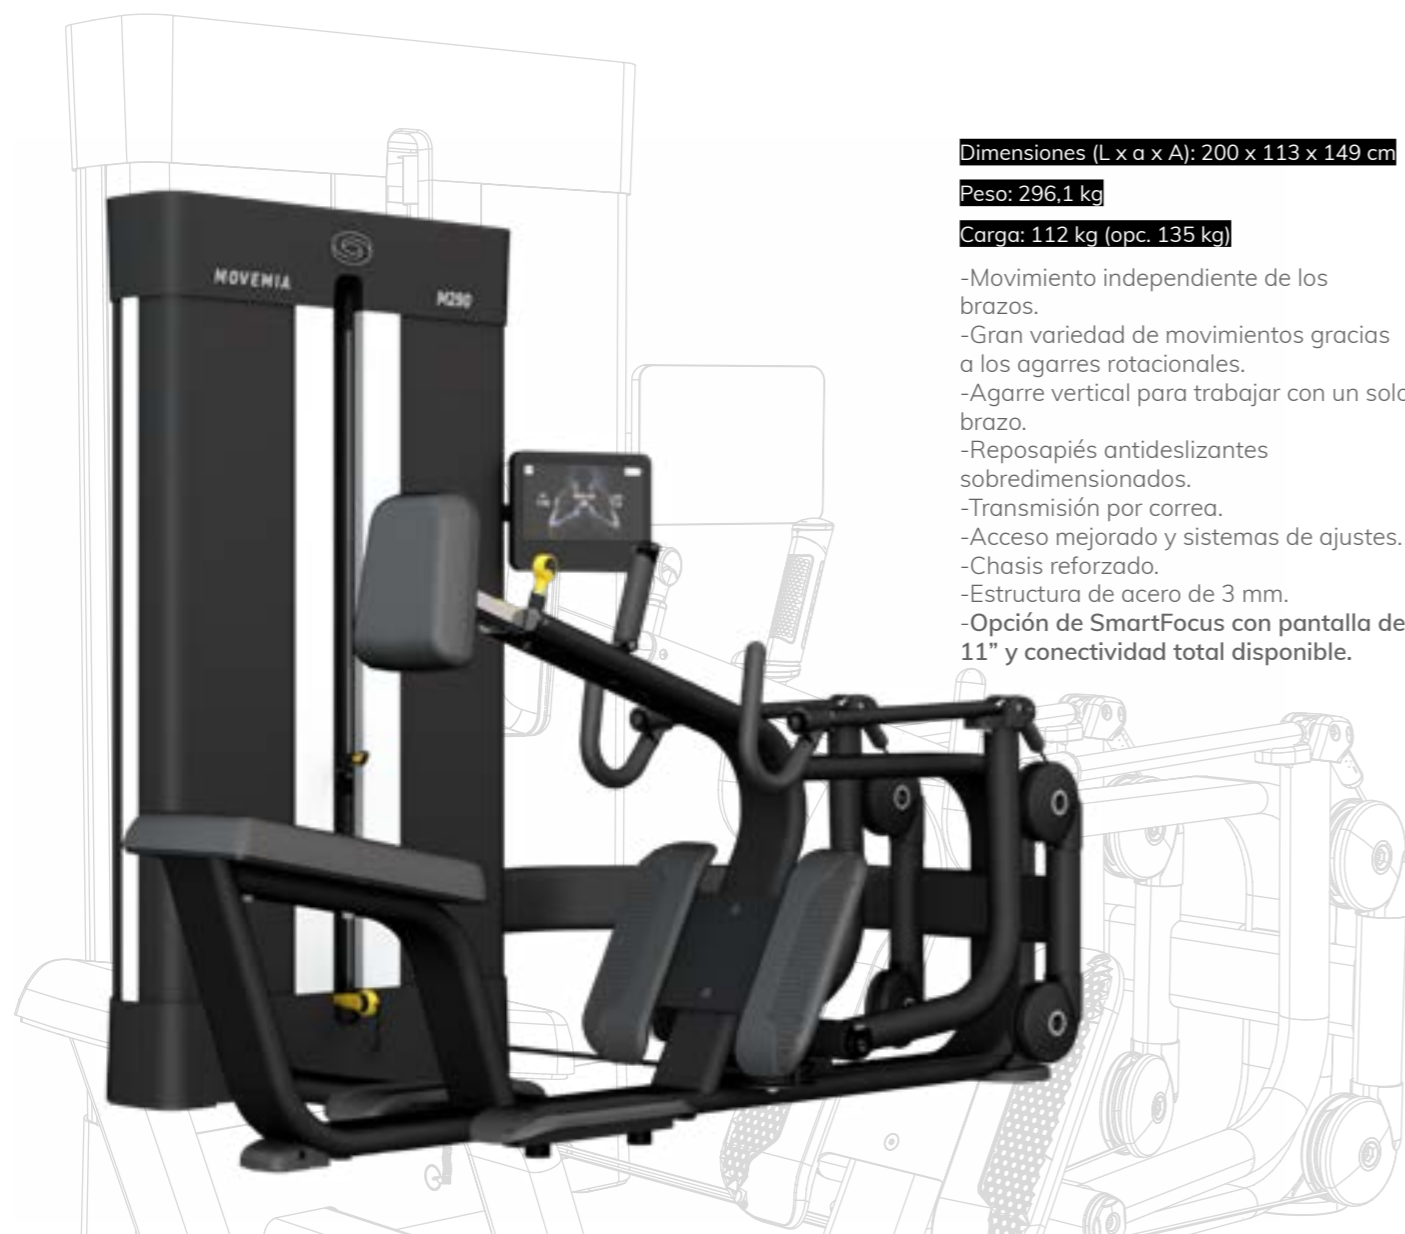 MOVEMIA
M290
Dimensiones (L x a x A): 200 x 113 x 149 cm
Peso: 296,1 kg
Carga: 112 kg (opc. 135 kg)
-Movimiento independiente de los
brazos.
-Gran variedad de movimientos gracias
a los agarres rotacionales.
-Agarre vertical para trabajar con un solo
brazo.
-Reposapiés antideslizantes
sobredimensionados.
-Transmisión por correa.
-Acceso mejorado y sistemas de ajustes.
-Chasis reforzado.
-Estructura de acero de 3 mm.
-Opción de SmartFocus con pantalla de
11” y conectividad total disponible.